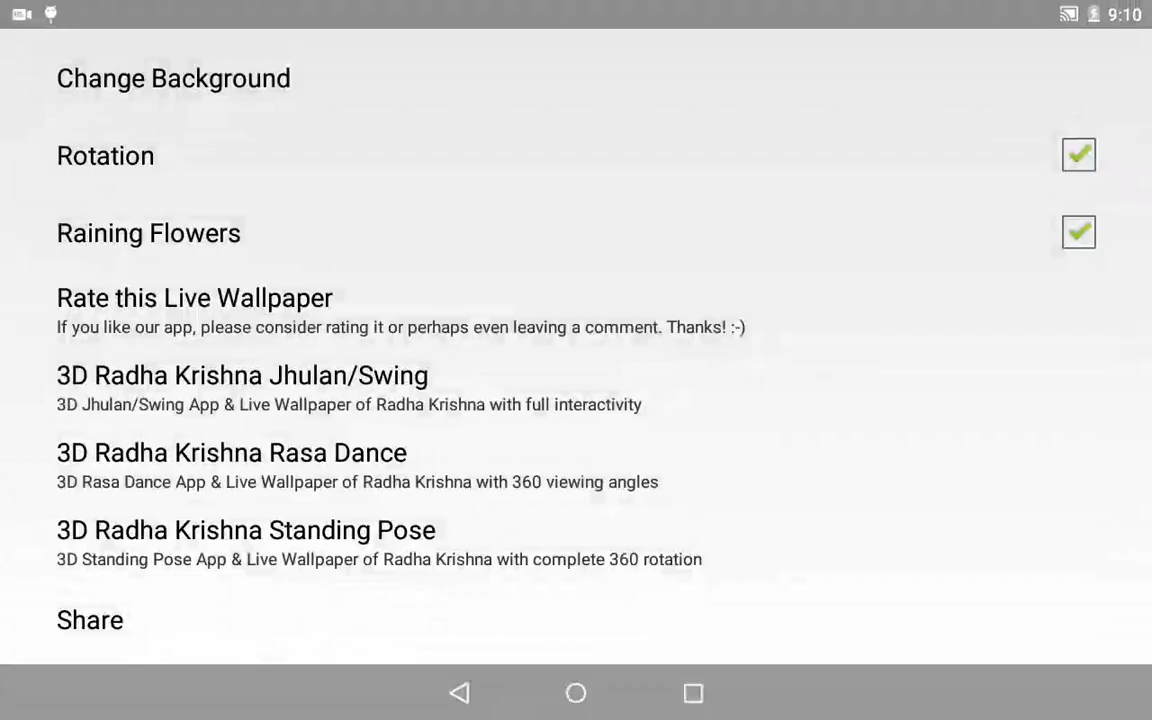 9:10
Change Background
Rotation
Raining Flowers
Rate this Live Wallpaper
If you like our app, please consider rating it or perhaps even leaving a comment. Thanks! :-)
3D Radha Krishna Jhulan/Swing
3D Jhulan/Swing App & Live Wallpaper of Radha Krishna with full interactivity
3D Radha Krishna Rasa Dance
3D Rasa Dance App & Live Wallpaper of Radha Krishna with 360 viewing angles
3D Radha Krishna Standing Pose
3D Standing Pose App & Live Wallpaper of Radha Krishna with complete 360 rotation
Share